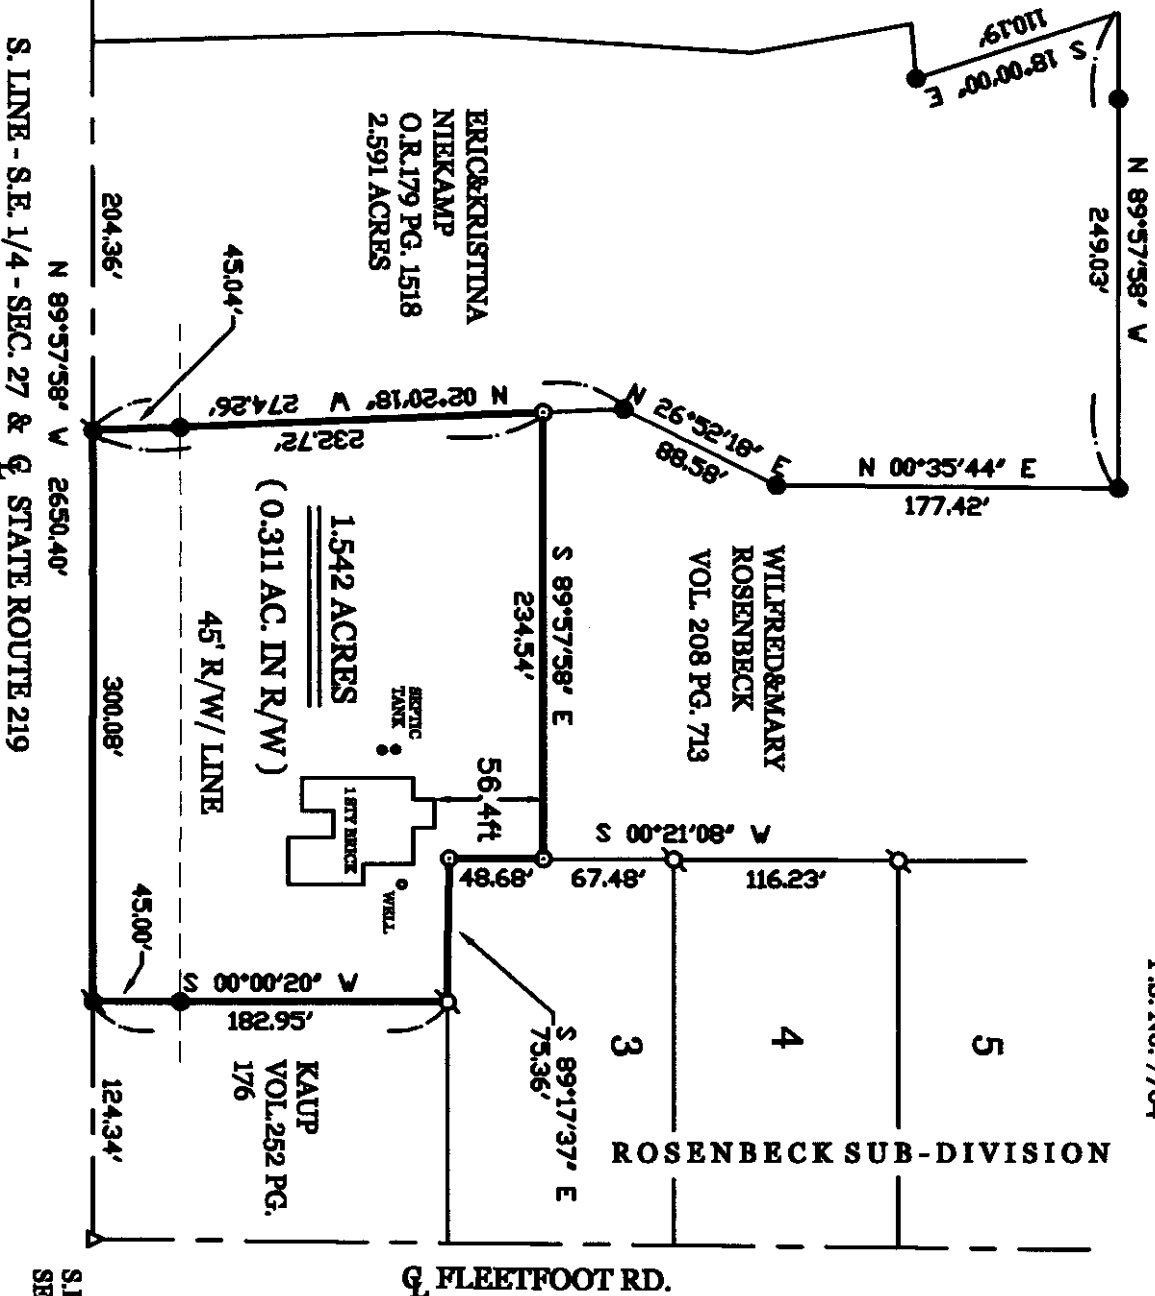 N 89°57'58" W
249.03'
S 18°00'00" E
110.19'
ERIC&KRISTINA
NIEKAMP
O.R.179 PG. 1518
2.591 ACRES
204.36'
45.04'
N 02°20'18" W 274.26'
232.72'
N 26°52'18" E
88.58'
N 00°35'44" E
177.42'
WILFRED&MARY
ROSENBECK
VOL. 208 PG. 713
S 89°57'58" E
234.54'
1.542 ACRES
( 0.311 AC. IN R/W )
SEPTIC
TANK
1 STY BRICK
WELL
56.4ft
45' R/W/ LINE
300.08'
45.00'
S 00°00'20" W
182.95'
48.68'
67.48'
S 00°21'08" W
116.23'
S 89°17'37" E
75.36'
3
4
5
ROSENBECK SUB-DIVISION
KAUP
VOL.252 PG.
176
124.34'
N 89°57'58" W 2650.40'
S. LINE - S.E. 1/4 - SEC. 27 & ℄ STATE ROUTE 219
℄ FLEETFOOT RD.